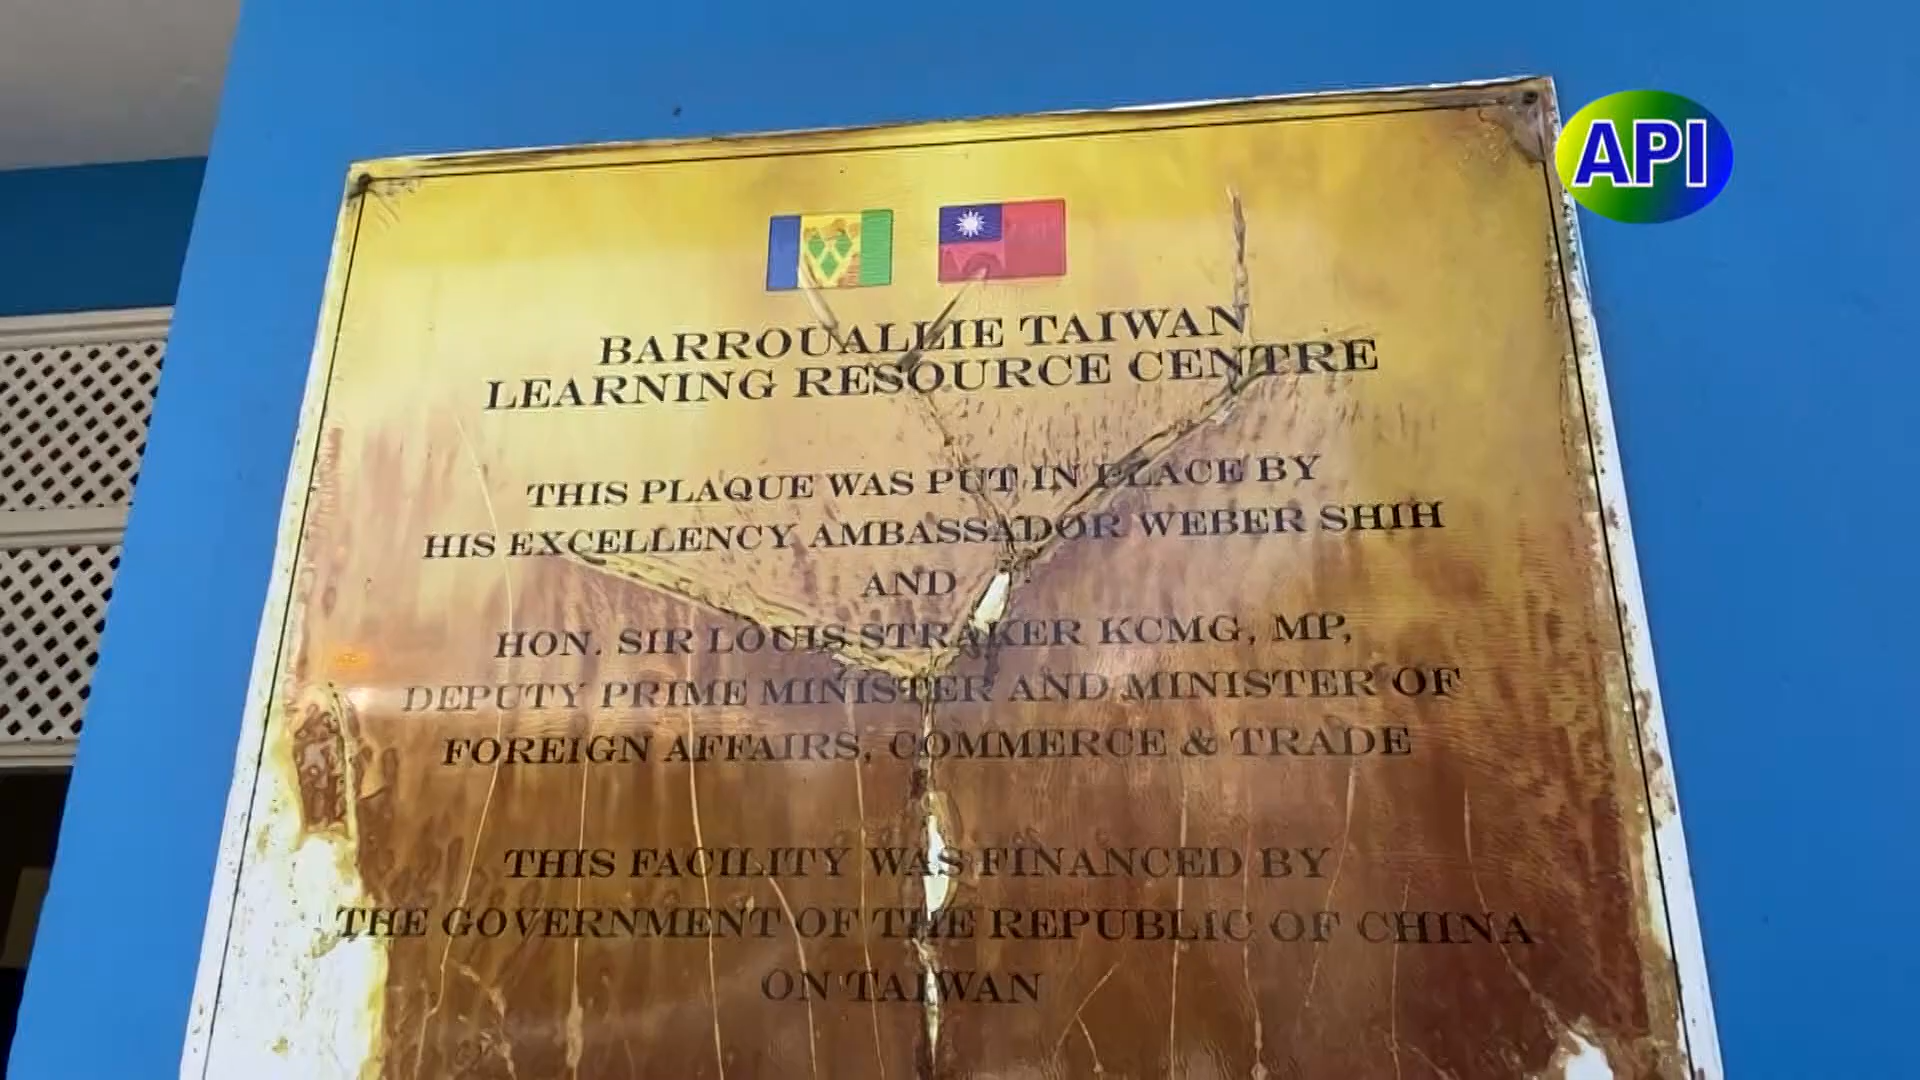 API
BARROUALLIE TAIWAN
LEARNING RESOURCE CENTRE
THIS PLAQUE WAS PUT IN PLACE BY
HIS EXCELLENCY AMBASSADOR WEBER SHIH
AND
HON. SIR LOUIS STRAKER KCMG, MP,
DEPUTY PRIME MINISTER AND MINISTER OF
FOREIGN AFFAIRS, COMMERCE & TRADE
THIS FACILITY WAS FINANCED BY
THE GOVERNMENT OF THE REPUBLIC OF CHINA
ON TAIWAN